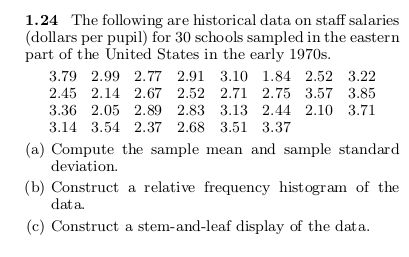 1.24 The following are historical data on staff salaries
(dollars per pupil) for 30 schools sampled in the eastern
part of the United States in the early 1970s.
3.79 2.99 2.77 2.91 3.10 1.84 2.52 3.22
2.45 2.14 2.67 2.52 2.71 2.75 3.57 3.85
3.36 2.05 2.89 2.83 3.13 2.44 2.10 3.71
3.14 3.54 2.37 2.68 3.51 3.37
(a) Compute the sample mean and sample standard
deviation.
(b) Construct a relative frequency histogram of the
data.
(c) Construct a stem-and-leaf display of the data.